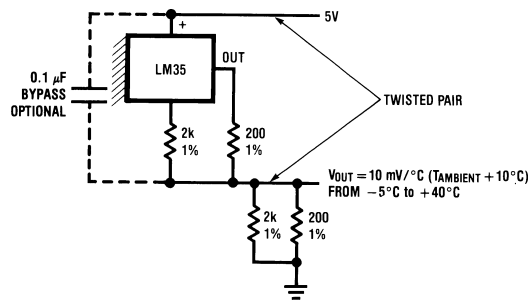 5V
+
OUT
LM35
0.1 μF
BYPASS
OPTIONAL
TWISTED PAIR
2k
1%
200
1%
VOUT = 10 mV/°C (TAMBIENT + 10°C)
FROM −5°C to +40°C
2k
1%
200
1%